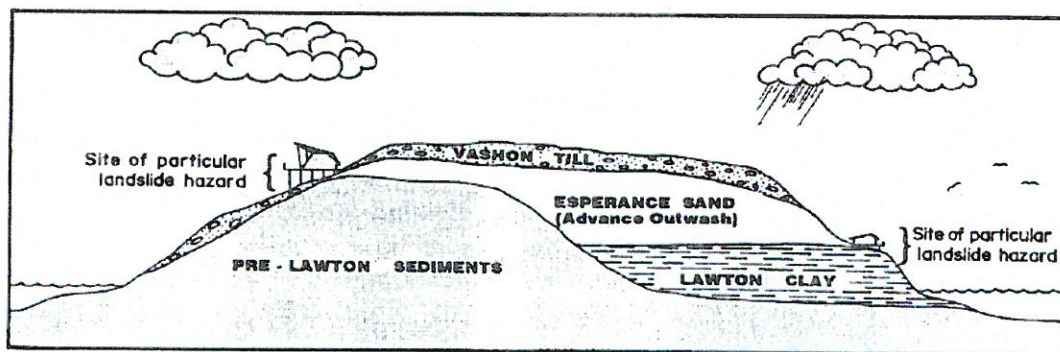 VASHON TILL
Site of particular
landslide hazard
ESPERANCE SAND
(Advance Outwash)
Site of particular
landslide hazard
PRE-LAWTON SEDIMENTS
LAWTON CLAY